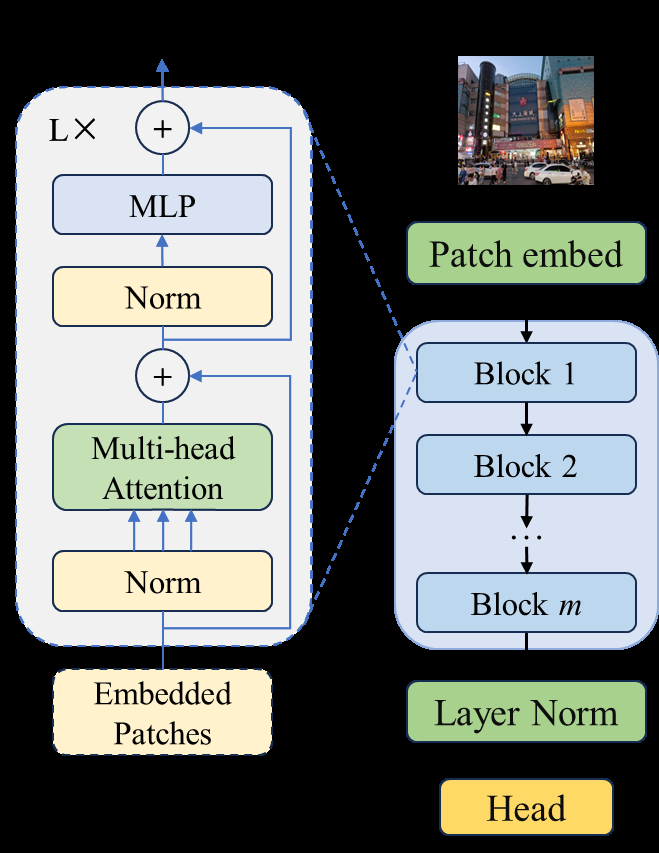 L×
+
MLP
Norm
+
Multi-head
Attention
Norm
Embedded
Patches
Patch embed
Block 1
Block 2
...
Block m
Layer Norm
Head